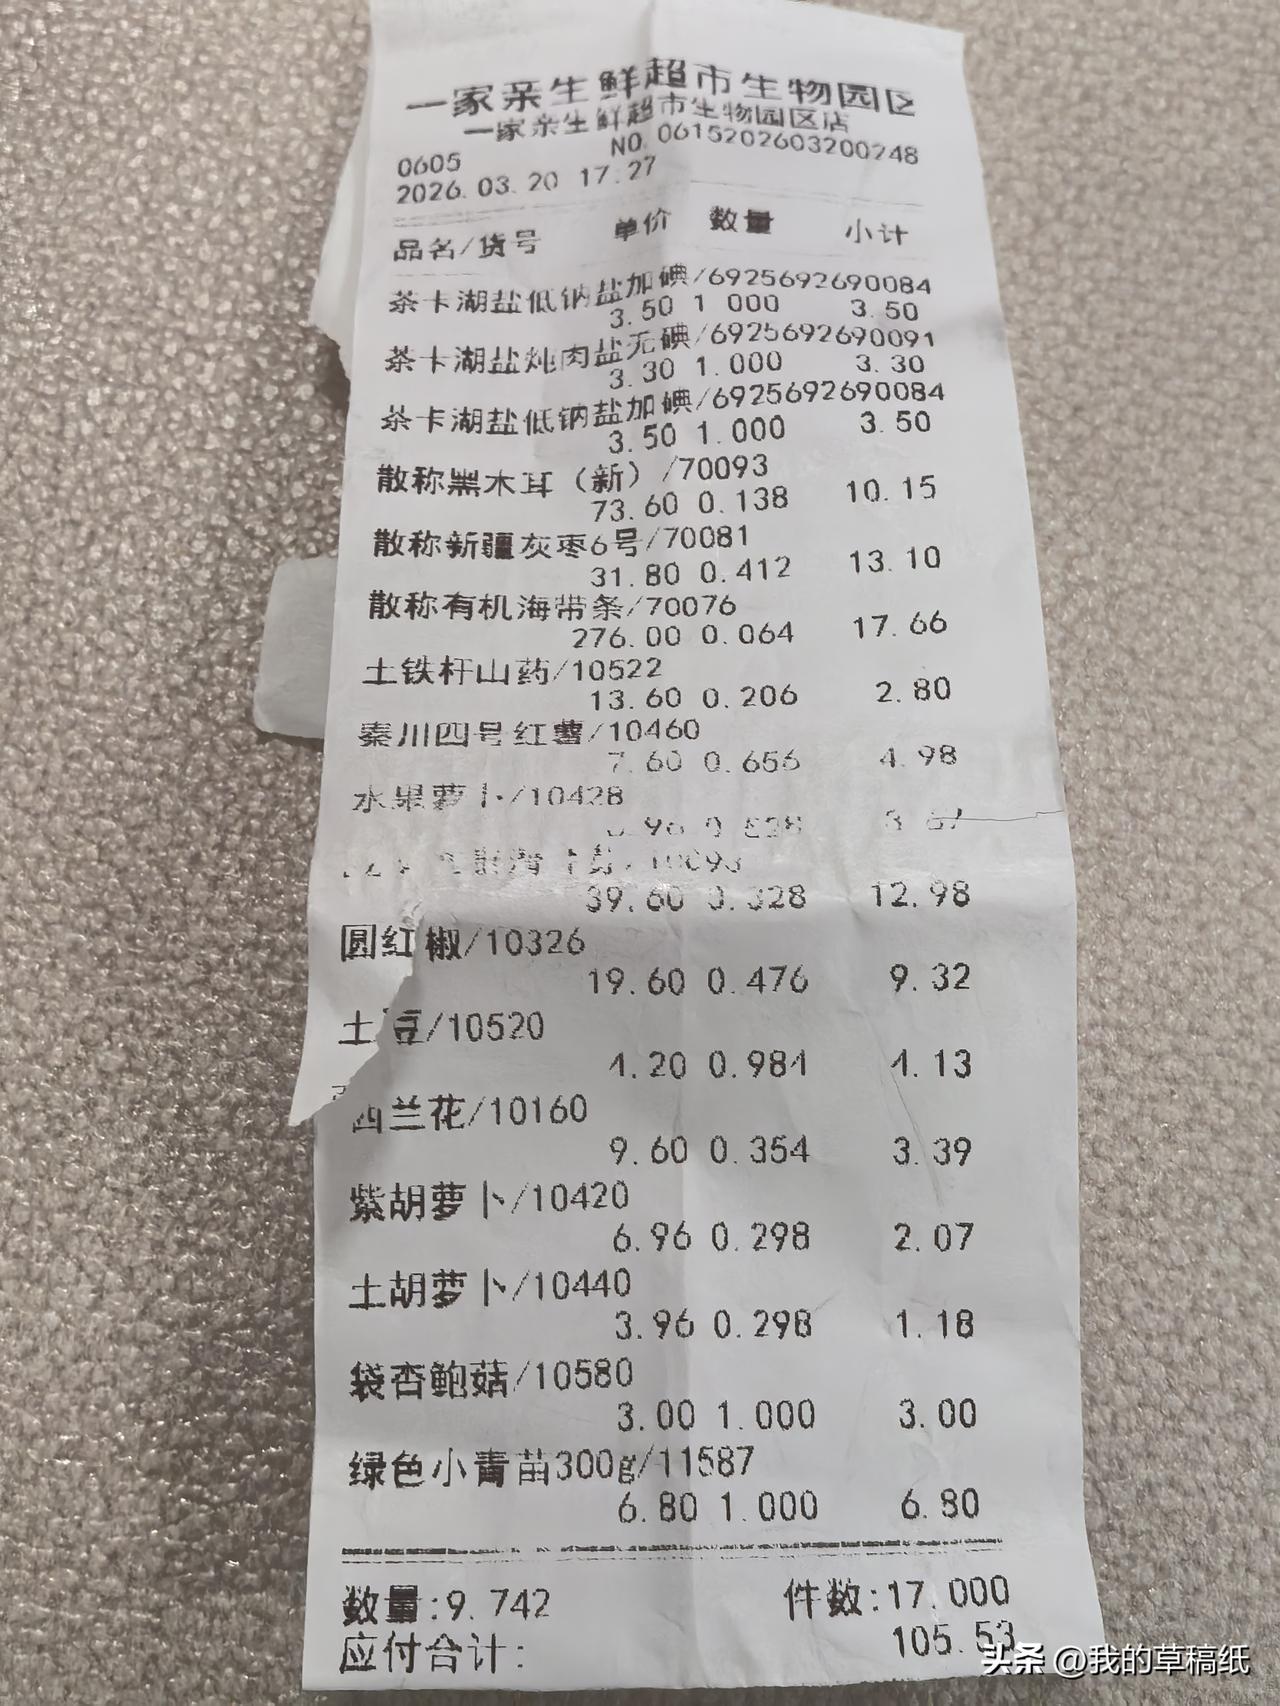 一家亲生鲜超市生物园区
一家亲生鲜超市生物园区店
0605 NO.0615202603200248
2026.03.20 17:27
品名/货号 单价 数量 小计
茶卡湖盐低钠盐加碘/6925692690084
3.50 1.000 3.50
茶卡湖盐炖肉盐无碘/6925692690091
3.30 1.000 3.30
茶卡湖盐低钠盐加碘/6925692690084
3.50 1.000 3.50
散称黑木耳（新）/70093
73.60 0.138 10.15
散称新疆灰枣6号/70081
31.80 0.412 13.10
散称有机海带条/70076
276.00 0.064 17.66
土铁杆山药/10522
13.60 0.206 2.80
秦川四号红薯/10460
7.60 0.656 4.98
水果萝卜/10428
39.60 0.328 12.98
圆红椒/10326
19.60 0.476 9.32
土豆/10520
4.20 0.984 4.13
西兰花/10160
9.60 0.354 3.39
紫胡萝卜/10420
6.96 0.298 2.07
土胡萝卜/10440
3.96 0.298 1.18
袋杏鲍菇/10580
3.00 1.000 3.00
绿色小青苗300g/11587
6.80 1.000 6.80
数量:9.742 件数:17.000
应付合计: 105.53
头条 @我的草稿纸